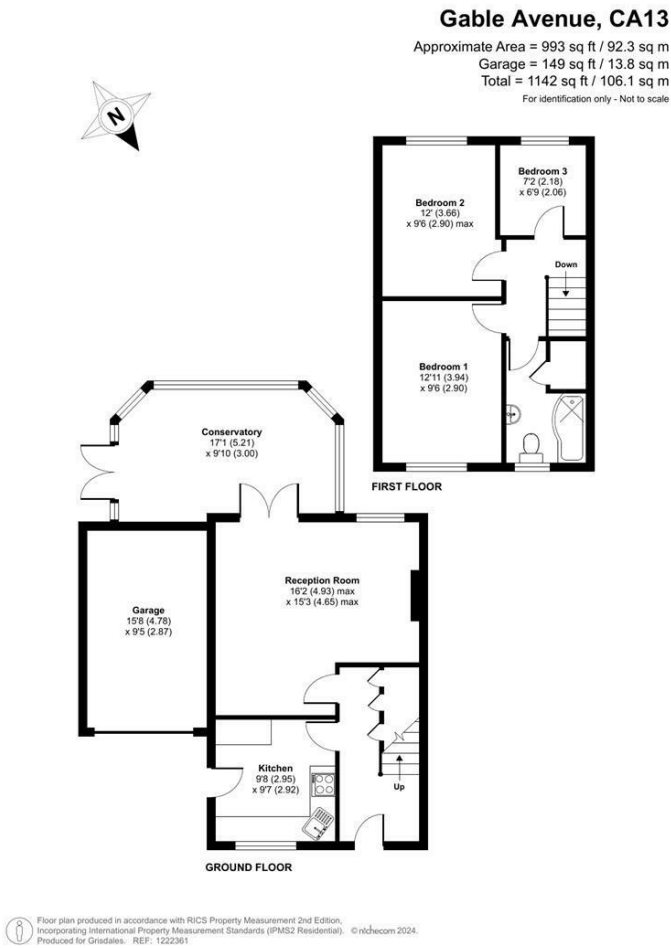 Gable Avenue, CA13
Approximate Area = 993 sq ft / 92.3 sq m
Garage = 149 sq ft / 13.8 sq m
Total = 1142 sq ft / 106.1 sq m
For identification only - Not to scale
N
Bedroom 3
7'2 (2.18)
x 6'9 (2.06)
Bedroom 2
12' (3.66)
x 9'6 (2.90) max
Down
Bedroom 1
12'11 (3.94)
x 9'6 (2.90)
FIRST FLOOR
Conservatory
17'1 (5.21)
x 9'10 (3.00)
Reception Room
16'2 (4.93) max
x 15'3 (4.65) max
Garage
15'8 (4.78)
x 9'5 (2.87)
Kitchen
9'8 (2.95)
x 9'7 (2.92)
Up
GROUND FLOOR
Floor plan produced in accordance with RICS Property Measurement 2nd Edition,
Incorporating International Property Measurement Standards (IPMS2 Residential). © nichecom 2024.
Produced for Grisdales. REF: 1222361